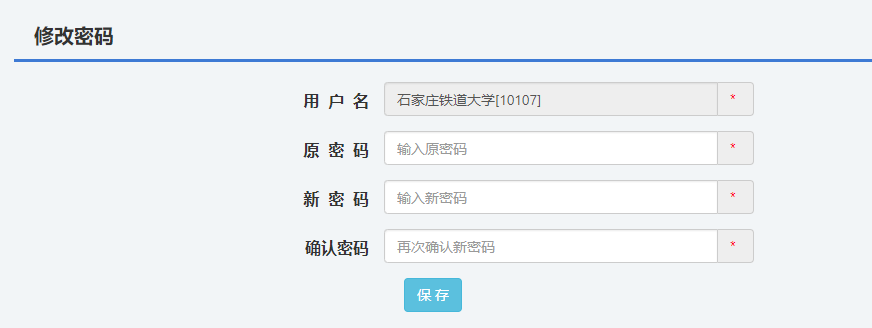 修改密码
用 户 名 石家庄铁道大学[10107] *
原 密 码 输入原密码 *
新 密 码 输入新密码 *
确认密码 再次确认新密码 *
保 存